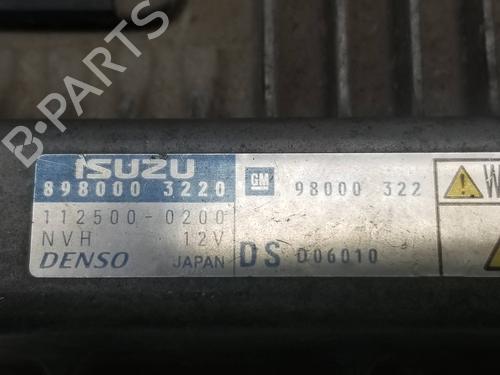 B-PARTS
ISUZU
898000 3220
GM 98000 322
112500-0200
NVH 12V
DENSO JAPAN
DS D06010
W